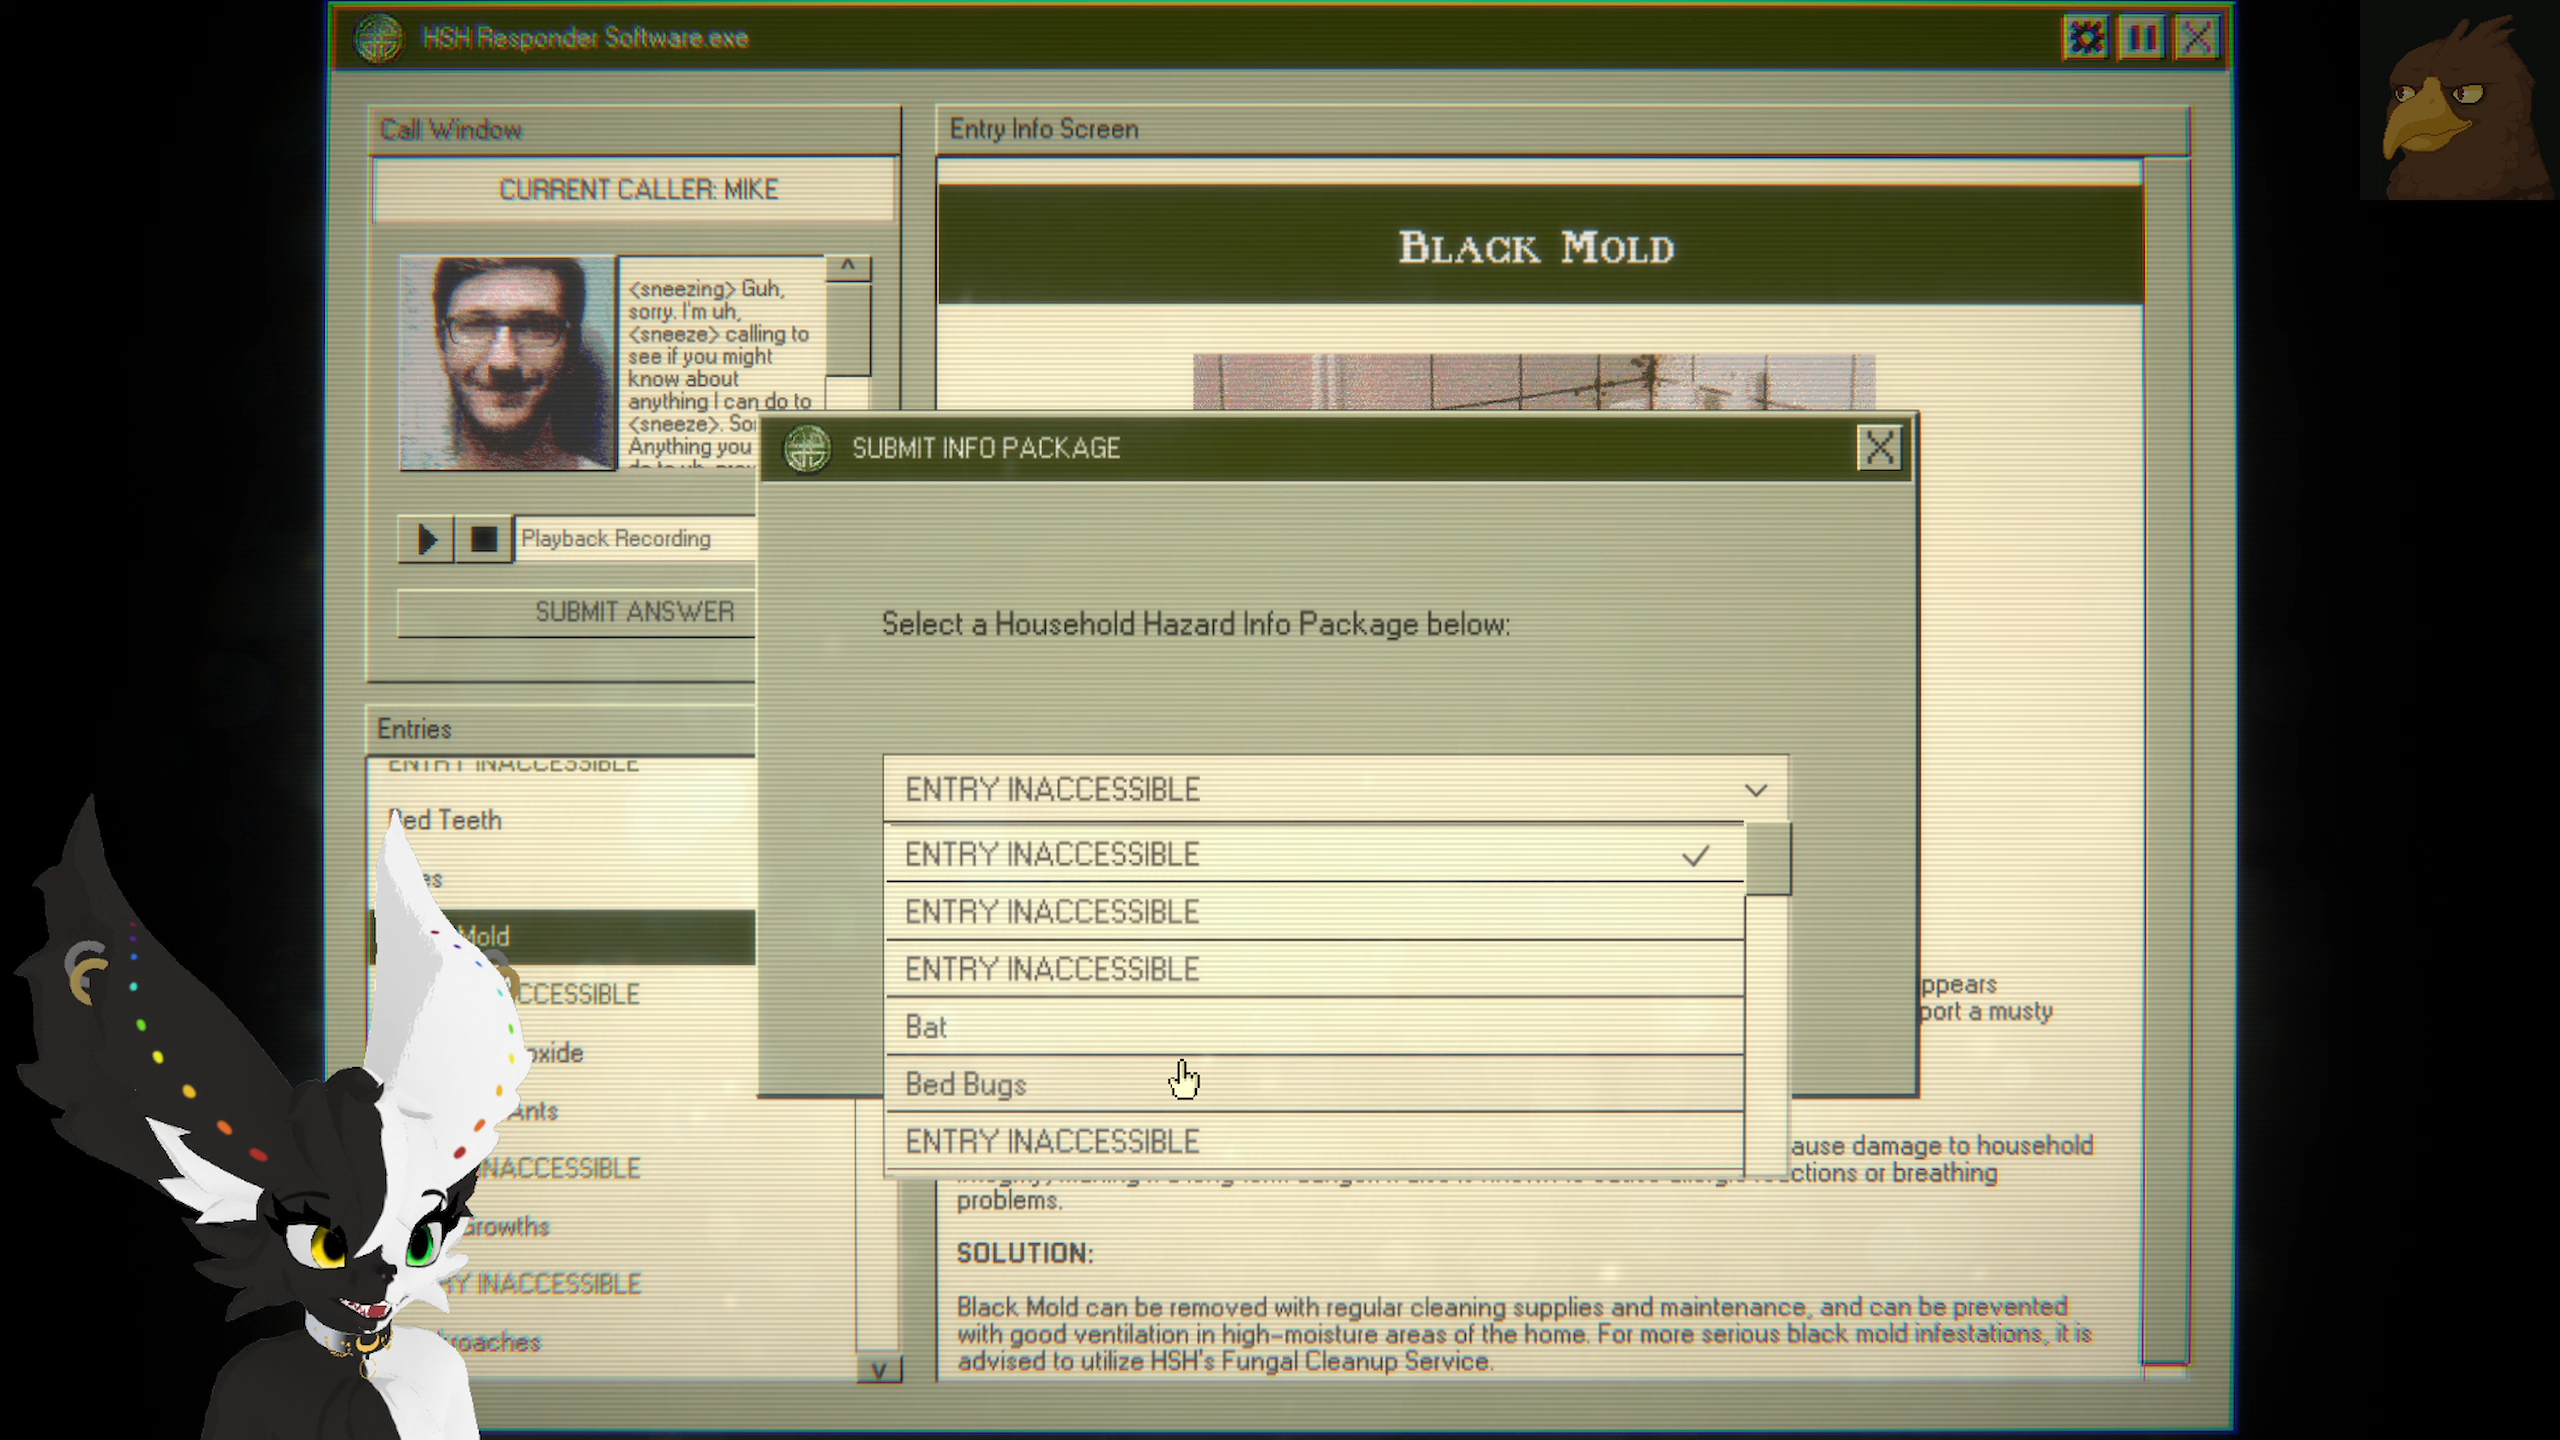 HSH Responder Software.exe
Call Window
CURRENT CALLER: MIKE
<sneezing> Guh,
sorry. I'm uh,
<sneeze> calling to
see if you might
know about
anything I can do to
<sneeze>.
Anything you
Playback Recording
SUBMIT ANSWER
Entries
ENTRY INACCESSIBLE
Bed Teeth
Mold
CCESSIBLE
oxide
Ants
NACCESSIBLE
Growths
RY INACCESSIBLE
roaches
Entry Info Screen
BLACK MOLD
SUBMIT INFO PACKAGE
Select a Household Hazard Info Package below:
ENTRY INACCESSIBLE
ENTRY INACCESSIBLE
ENTRY INACCESSIBLE
ENTRY INACCESSIBLE
Bat
Bed Bugs
ENTRY INACCESSIBLE
ppears
port a musty
ause damage to household
ctions or breathing
problems.
SOLUTION:
Black Mold can be removed with regular cleaning supplies and maintenance, and can be prevented
with good ventilation in high-moisture areas of the home. For more serious black mold infestations, it is
advised to utilize HSH's Fungal Cleanup Service.